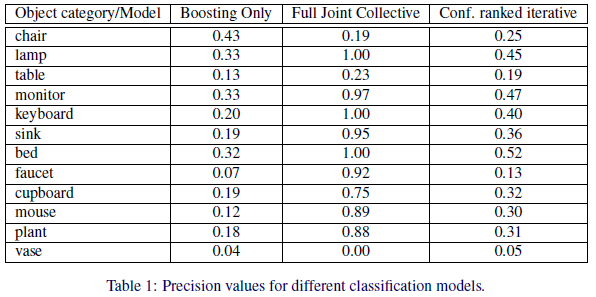 Object category/Model Boosting Only Full Joint Collective Conf. ranked iterative
chair 0.43 0.19 0.25
lamp 0.33 1.00 0.45
table 0.13 0.23 0.19
monitor 0.33 0.97 0.47
keyboard 0.20 1.00 0.40
sink 0.19 0.95 0.36
bed 0.32 1.00 0.52
faucet 0.07 0.92 0.13
cupboard 0.19 0.75 0.32
mouse 0.12 0.89 0.30
plant 0.18 0.88 0.31
vase 0.04 0.00 0.05
Table 1: Precision values for different classification models.